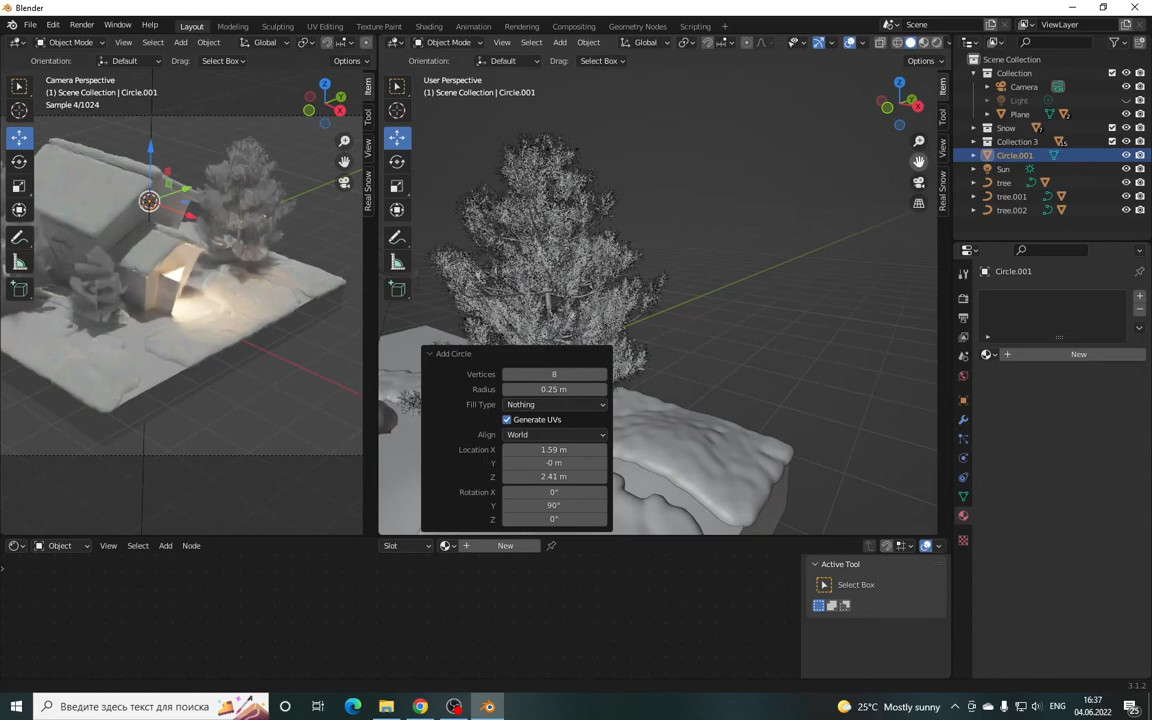 Blender
File Edit Render Window Help Layout Modeling Sculpting UV Editing Texture Paint Shading Animation Rendering Compositing Geometry Nodes Scripting + Scene ViewLayer
Object Mode View Select Add Object Global Object Mode View Select Add Object Global
Orientation: Default Drag: Select Box Options Orientation: Default Drag: Select Box Options
Camera Perspective
(1) Scene Collection | Circle.001
Sample 4/1024
Item
Tool
View
Real Snow
User Perspective
(1) Scene Collection | Circle.001
Item
Tool
View
Real Snow
Z
Y
X
Z
Y
X
Scene Collection
Collection
Camera
Light
Plane 2
Snow 7
Collection 3 15
Circle.001
Sun
tree
tree.001
tree.002
Circle.001
+ New
Add Circle
Vertices 8
Radius 0.25 m
Fill Type Nothing
Generate UVs
Align World
Location X 1.59 m
Y -0 m
Z 2.41 m
Rotation X 0°
Y 90°
Z 0°
Object View Select Add Node Slot + New
Active Tool
Select Box
3.1.2
Введите здесь текст для поиска
25°C Mostly sunny ENG 16:37
04.06.2022
25